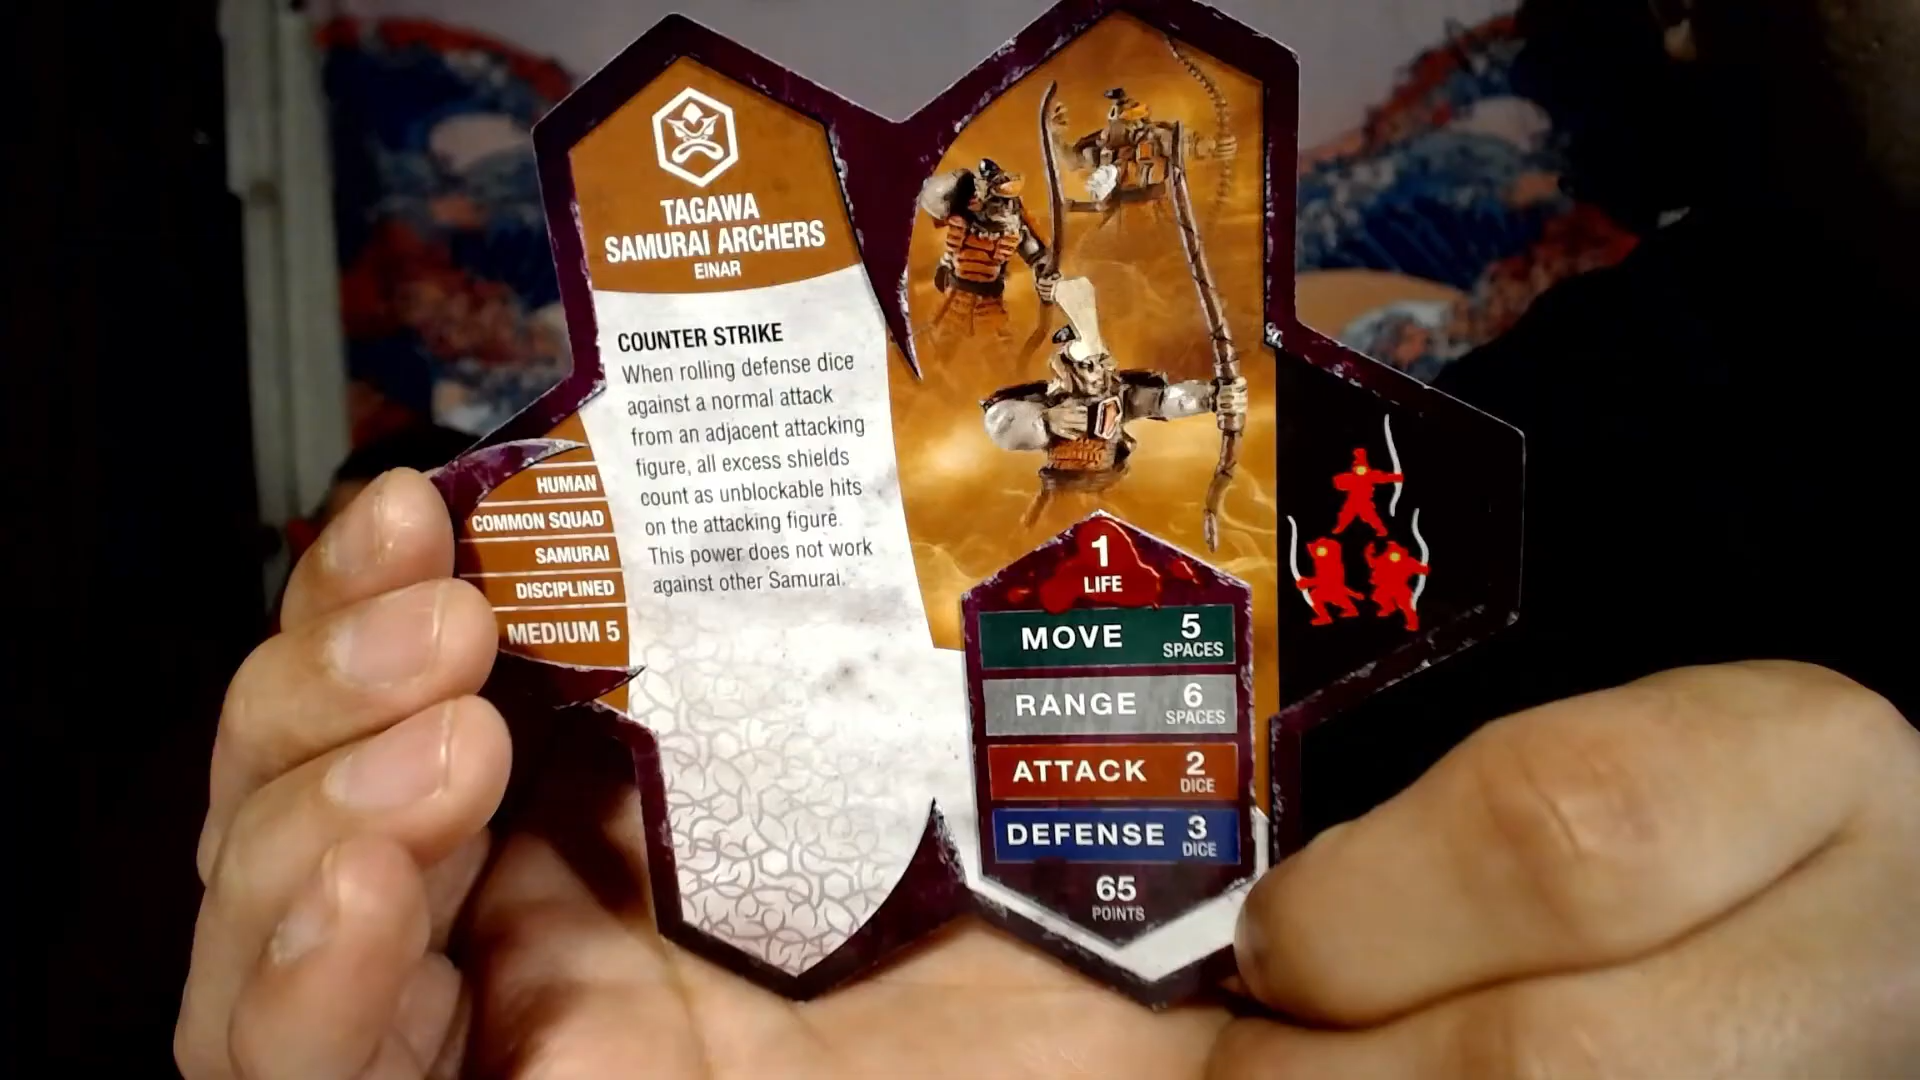 TAGAWA
SAMURAI ARCHERS
EINAR
COUNTER STRIKE
When rolling defense dice
against a normal attack
from an adjacent attacking
figure, all excess shields
count as unblockable hits
on the attacking figure.
This power does not work
against other Samurai.
HUMAN
COMMON SQUAD
SAMURAI
DISCIPLINED
MEDIUM 5
1
LIFE
MOVE 5 SPACES
RANGE 6 SPACES
ATTACK 2 DICE
DEFENSE 3 DICE
65
POINTS